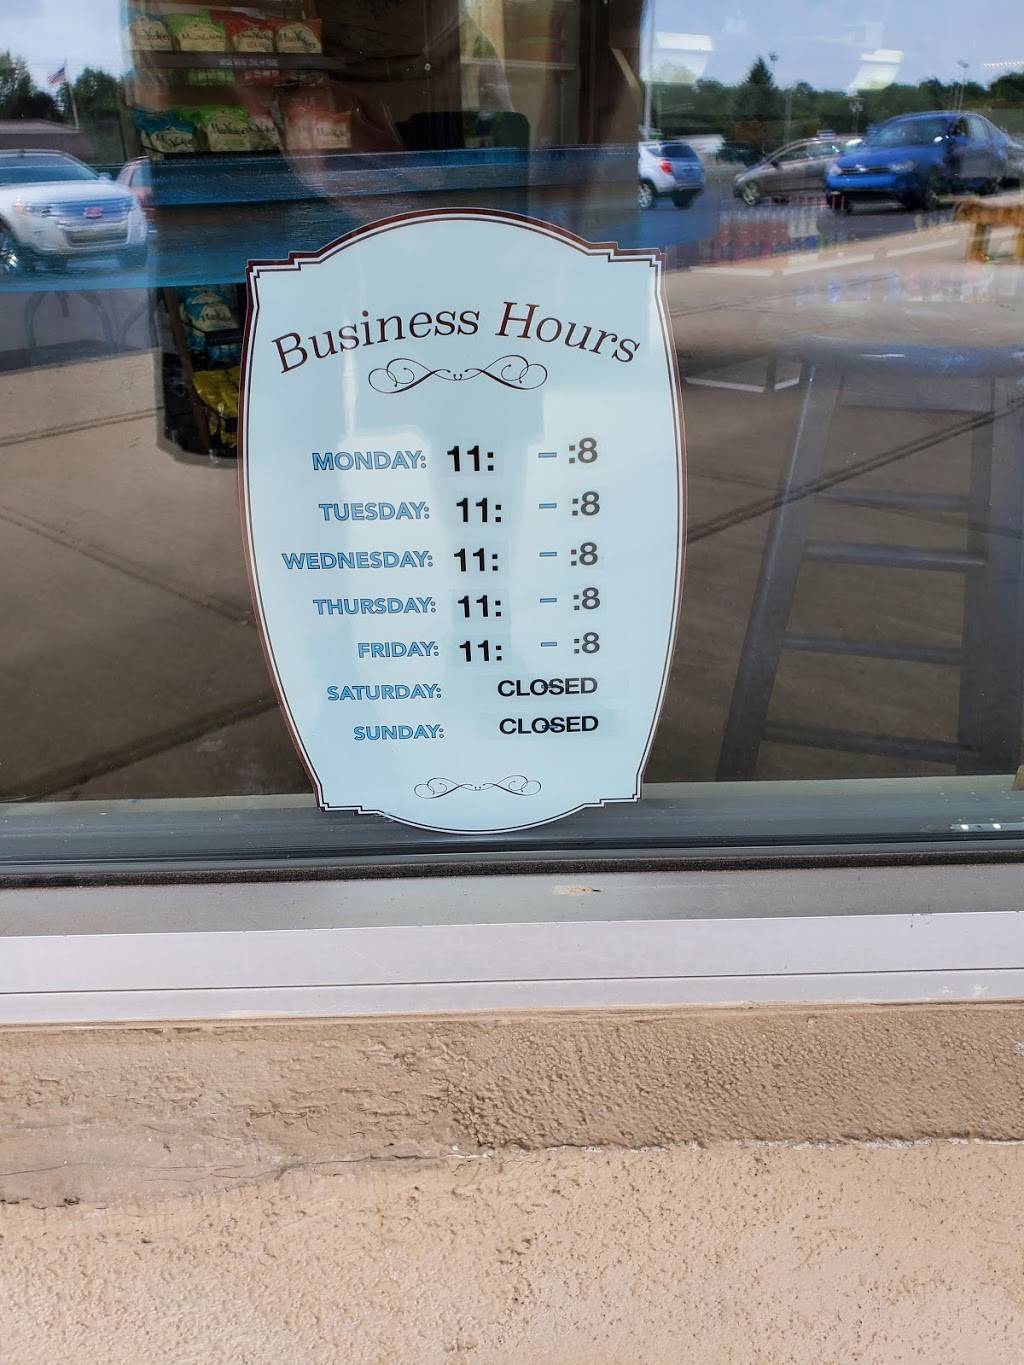 Business Hours
MONDAY: 11: – :8
TUESDAY: 11: – :8
WEDNESDAY: 11: – :8
THURSDAY: 11: – :8
FRIDAY: 11: – :8
SATURDAY: CLOSED
SUNDAY: CLOSED